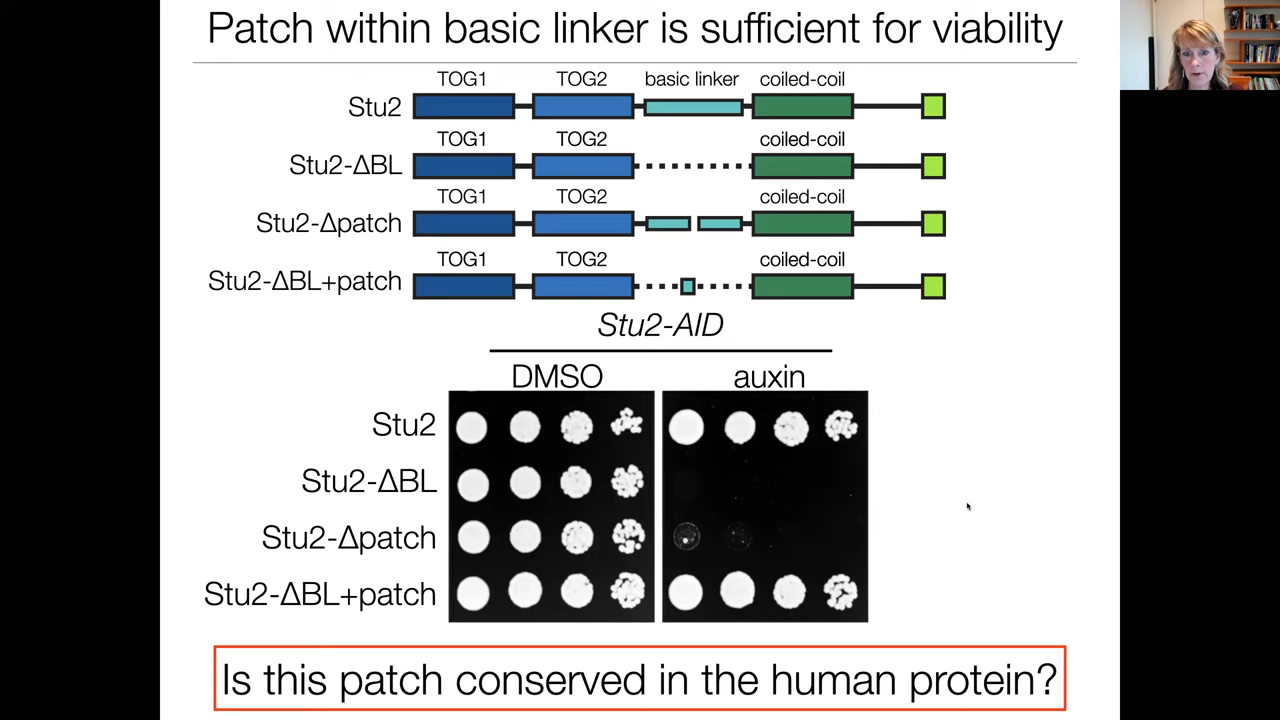 Patch within basic linker is sufficient for viability
TOG1 TOG2 basic linker coiled-coil
Stu2
TOG1 TOG2 coiled-coil
Stu2-ΔBL
TOG1 TOG2 coiled-coil
Stu2-Δpatch
TOG1 TOG2 coiled-coil
Stu2-ΔBL+patch
Stu2-AID
DMSO auxin
Stu2
Stu2-ΔBL
Stu2-Δpatch
Stu2-ΔBL+patch
Is this patch conserved in the human protein?